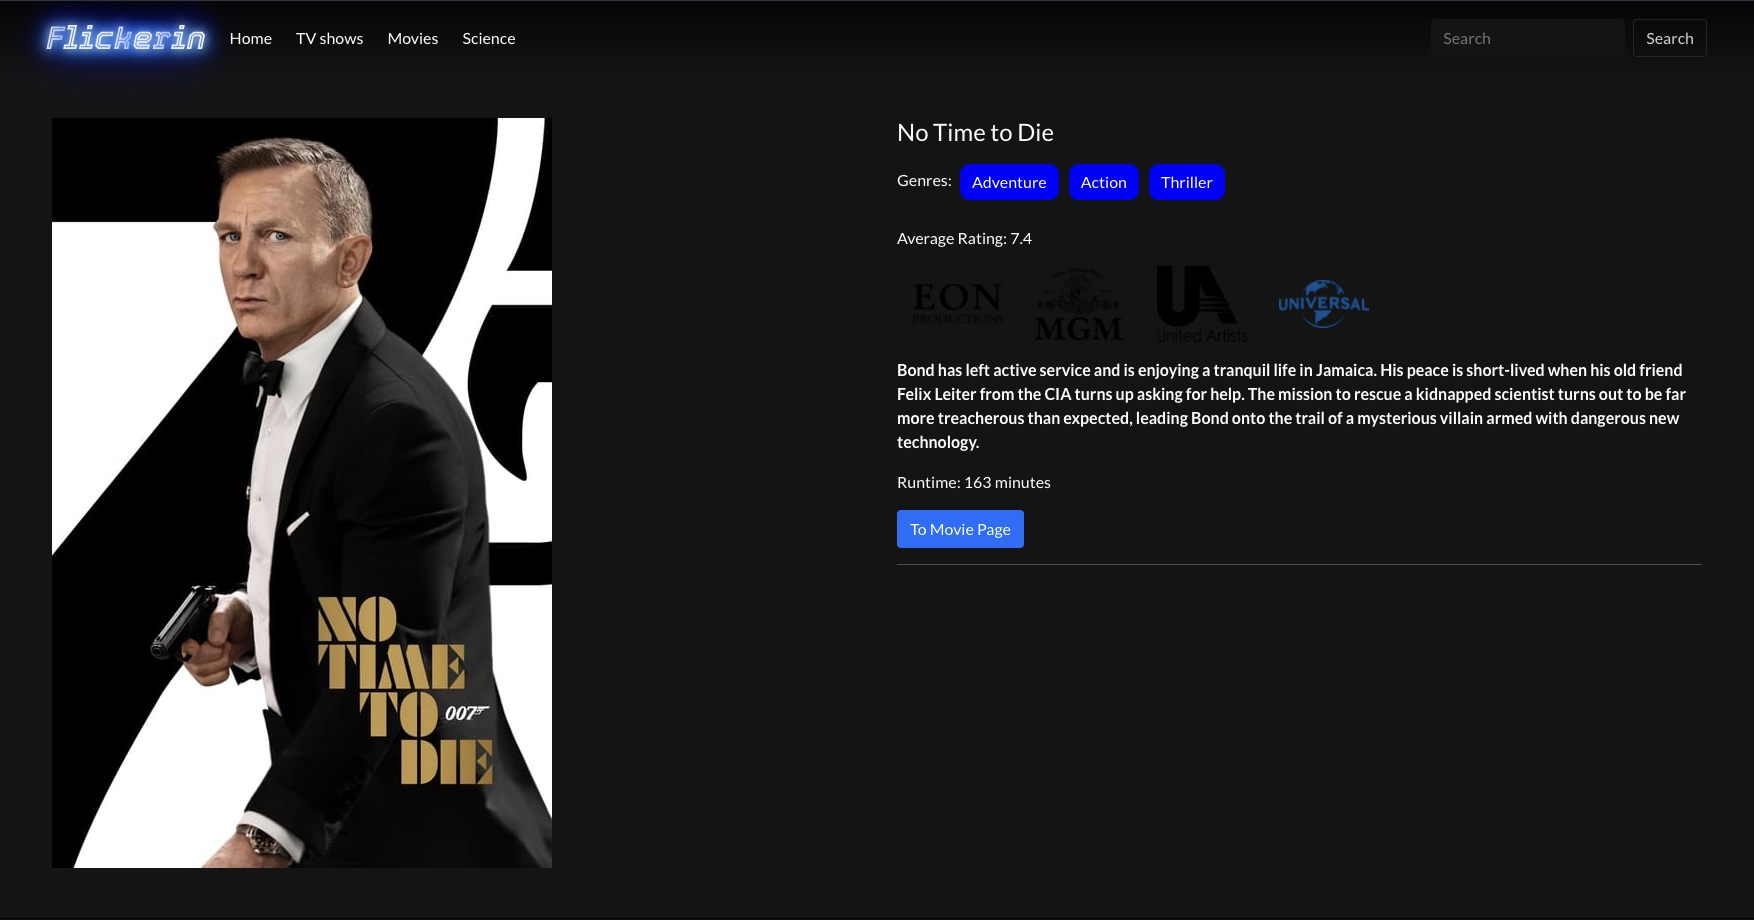 Flickerin Home TV shows Movies Science Search Search
No Time to Die
Genres: Adventure Action Thriller
Average Rating: 7.4
EON
PRODUCTIONS
MGM
UA
United Artists
UNIVERSAL
Bond has left active service and is enjoying a tranquil life in Jamaica. His peace is short-lived when his old friend
Felix Leiter from the CIA turns up asking for help. The mission to rescue a kidnapped scientist turns out to be far
more treacherous than expected, leading Bond onto the trail of a mysterious villain armed with dangerous new
technology.
Runtime: 163 minutes
To Movie Page
NO
TIME
TO
007
DIE